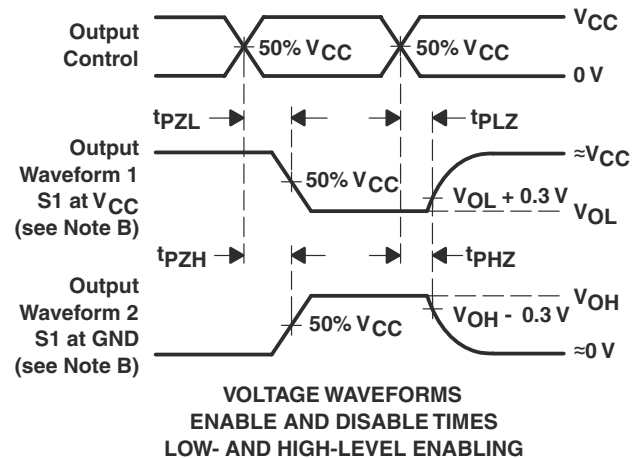 Output
Control
50% VCC
50% VCC
VCC
0 V
tPZL
tPLZ
Output
Waveform 1
S1 at VCC
(see Note B)
50% VCC
VOL + 0.3 V
≈VCC
VOL
tPZH
tPHZ
Output
Waveform 2
S1 at GND
(see Note B)
50% VCC
VOH - 0.3 V
VOH
≈0 V
VOLTAGE WAVEFORMS
ENABLE AND DISABLE TIMES
LOW- AND HIGH-LEVEL ENABLING